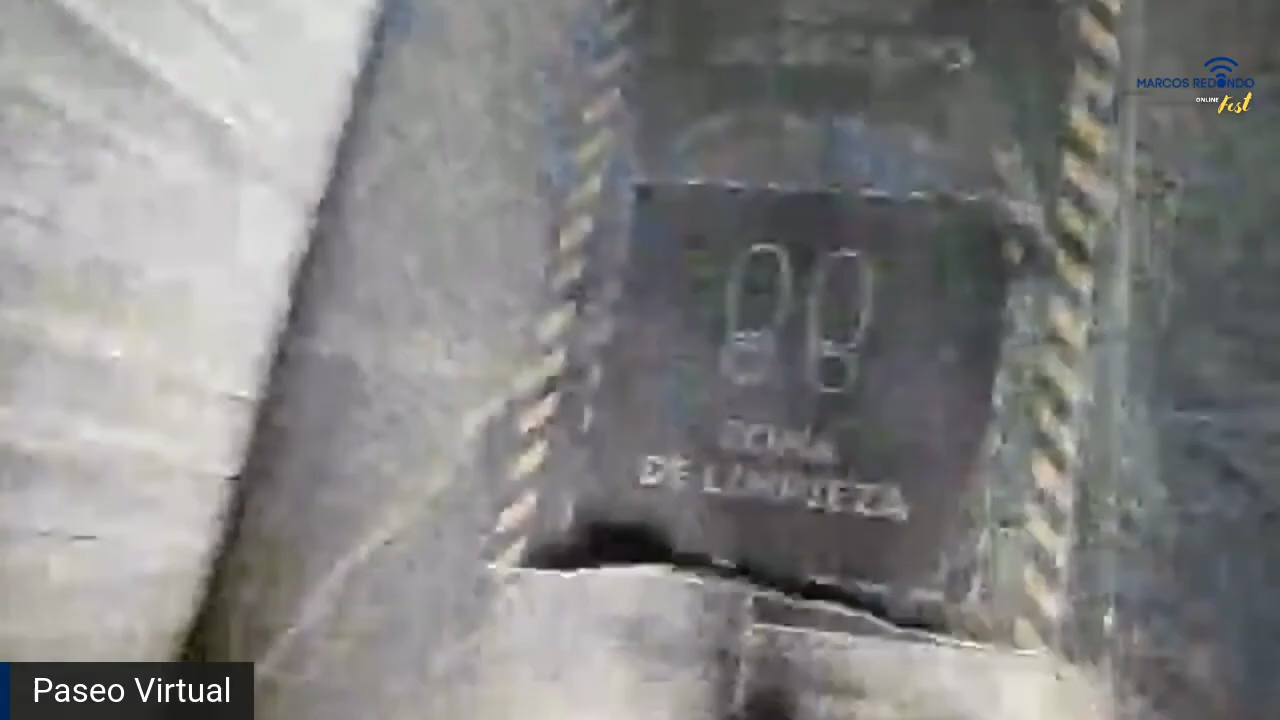 MARCOS REDONDO
ONLINE Fest
ZONA
DE LIMPIEZA
Paseo Virtual